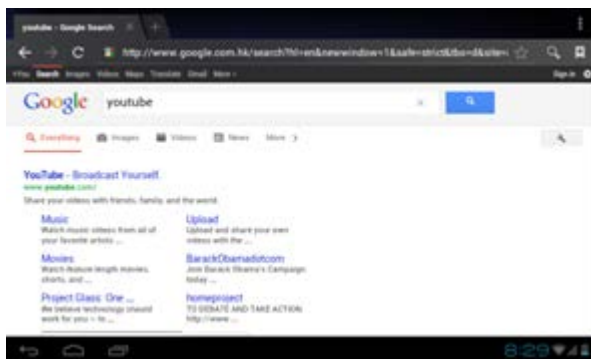 youtube - Google Search
http://www.google.com.hk/search?hl=en&newwindow=1&safe=strict&tbo=d&site=
+You Search Images Videos Maps Translate Gmail More
Sign in
Google youtube
Everything Images Videos News More
YouTube - Broadcast Yourself.
www.youtube.com/
Share your videos with friends, family, and the world.
Music
Watch music videos from all of
your favorite artists ...
Upload
Upload and share your own
videos with the ...
Movies
Watch feature length movies,
shorts, and ...
BarackObamadotcom
Join Barack Obama's Campaign
today ...
Project Glass: One ...
We believe technology should
work for you – to ...
homeproject
TO DEBATE AND TAKE ACTION:
http://www ...
8:29